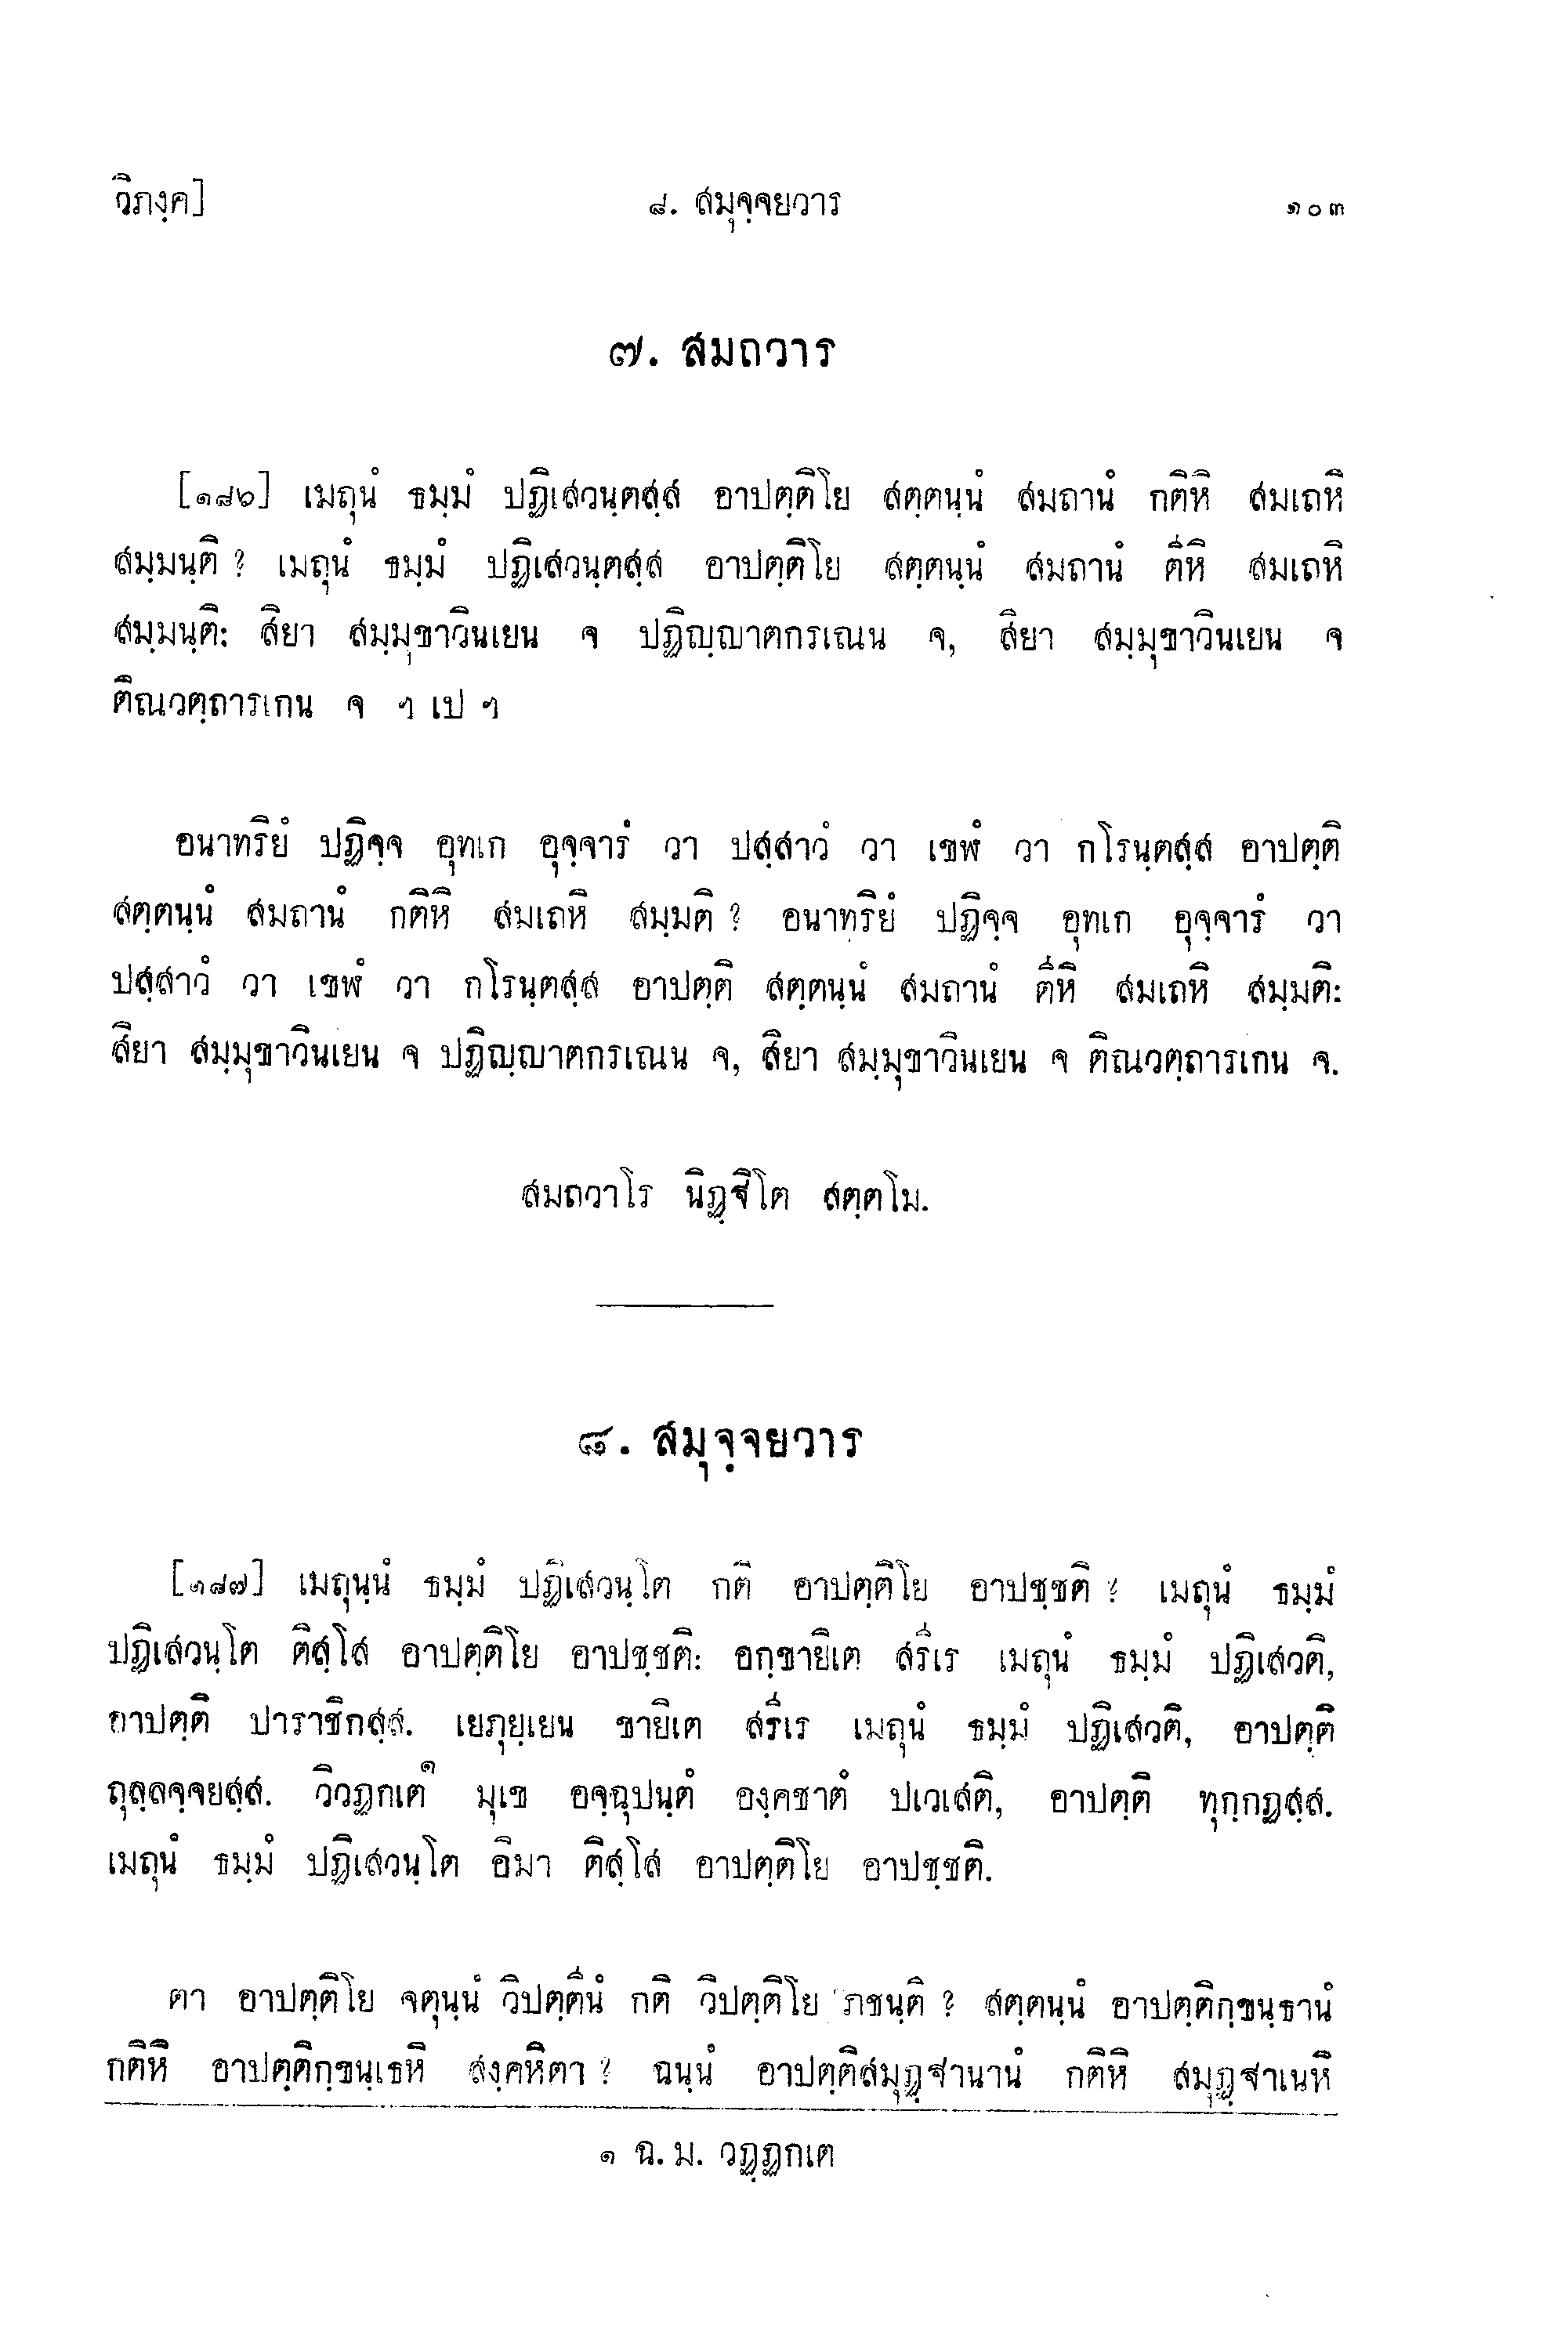 วิภงฺค] ๘. สมุจฺจยวาร ๑๐๓
๗. สมถวาร
[๑๘๖] เมถุนํ ธมฺมํ ปฏิเสวนฺตสฺส อาปตฺติโย สตฺตนฺนํ สมถานํ กติหิ สมเถหิ
สมฺมนฺติ ? เมถุนํ ธมฺมํ ปฏิเสวนฺตสฺส อาปตฺติโย สตฺตนฺนํ สมถานํ ตีหิ สมเถหิ
สมฺมนฺติ: สิยา สมฺมุขาวินเยน จ ปฏิญฺญาตกรเณน จ, สิยา สมฺมุขาวินเยน จ
ติณวตฺถารเกน จ ฯ เป ฯ
อนาทริยํ ปฏิจฺจ อุทเก อุจฺจารํ วา ปสฺสาวํ วา เขฬํ วา กโรนฺตสฺส อาปตฺติ
สตฺตนฺนํ สมถานํ กติหิ สมเถหิ สมฺมติ ? อนาทริยํ ปฏิจฺจ อุทเก อุจฺจารํ วา
ปสฺสาวํ วา เขฬํ วา กโรนฺตสฺส อาปตฺติ สตฺตนฺนํ สมถานํ ตีหิ สมเถหิ สมฺมติ:
สิยา สมฺมุขาวินเยน จ ปฏิญฺญาตกรเณน จ, สิยา สมฺมุขาวินเยน จ ติณวตฺถารเกน จ.
สมถวาโร นิฏฺฐิโต สตฺตโม.
๘. สมุจฺจยวาร
[๑๘๗] เมถุนฺนํ ธมฺมํ ปฏิเสวนฺโต กติ อาปตฺติโย อาปชฺชติ ? เมถุนํ ธมฺมํ
ปฏิเสวนฺโต ติสฺโส อาปตฺติโย อาปชฺชติ: อกฺขายิเต สรีเร เมถุนํ ธมฺมํ ปฏิเสวติ,
อาปตฺติ ปาราชิกสฺส. เยภุยฺเยน ขายิเต สรีเร เมถุนํ ธมฺมํ ปฏิเสวติ, อาปตฺติ
ถุลฺลจฺจยสฺส. วิวฏกเต๑ มุเข อจฺฉุปนฺตํ องฺคชาตํ ปเวเสติ, อาปตฺติ ทุกฺกฏสฺส.
เมถุนํ ธมฺมํ ปฏิเสวนฺโต อิมา ติสฺโส อาปตฺติโย อาปชฺชติ.
ตา อาปตฺติโย จตุนฺนํ วิปตฺตีนํ กติ วิปตฺติโย ภชนฺติ ? สตฺตนฺนํ อาปตฺติกฺขนฺธานํ
กติหิ อาปตฺติกฺขนฺเธหิ สงฺคหิตา ? ฉนฺนํ อาปตฺติสมุฏฺฐานานํ กติหิ สมุฏฺฐาเนหิ
๑ ฉ. ม. วฏฺฏกเต